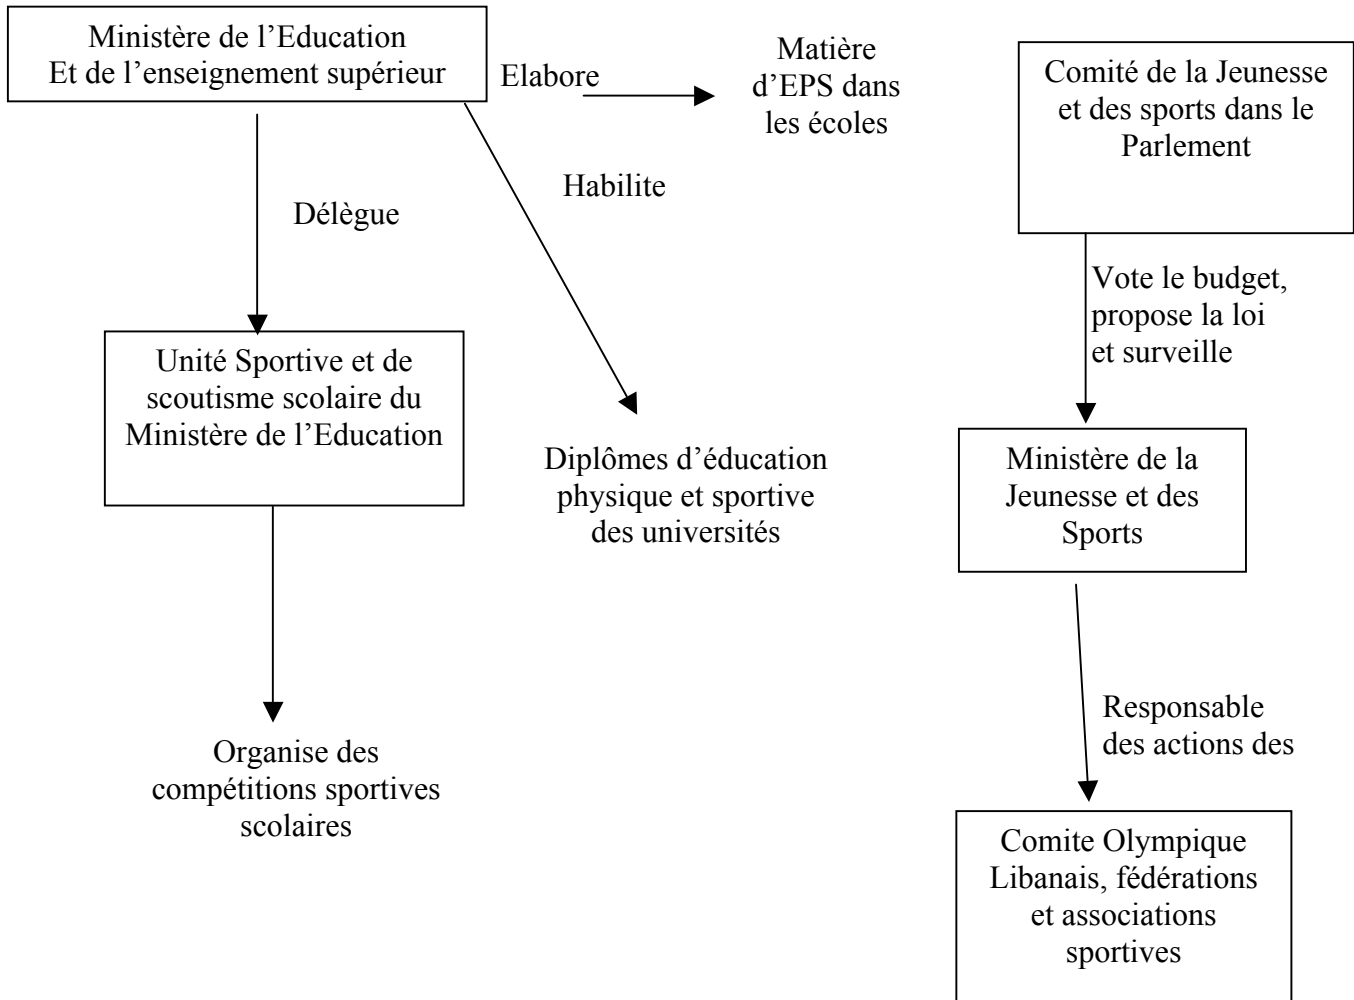 Ministère de l’Education
Et de l’enseignement supérieur
Elabore
Matière
d’EPS dans
les écoles
Comité de la Jeunesse
et des sports dans le
Parlement
Habilite
Délègue
Vote le budget,
propose la loi
et surveille
Unité Sportive et de
scoutisme scolaire du
Ministère de l’Education
Diplômes d’éducation
physique et sportive
des universités
Ministère de la
Jeunesse et des
Sports
Organise des
compétitions sportives
scolaires
Responsable
des actions des
Comite Olympique
Libanais, fédérations
et associations
sportives